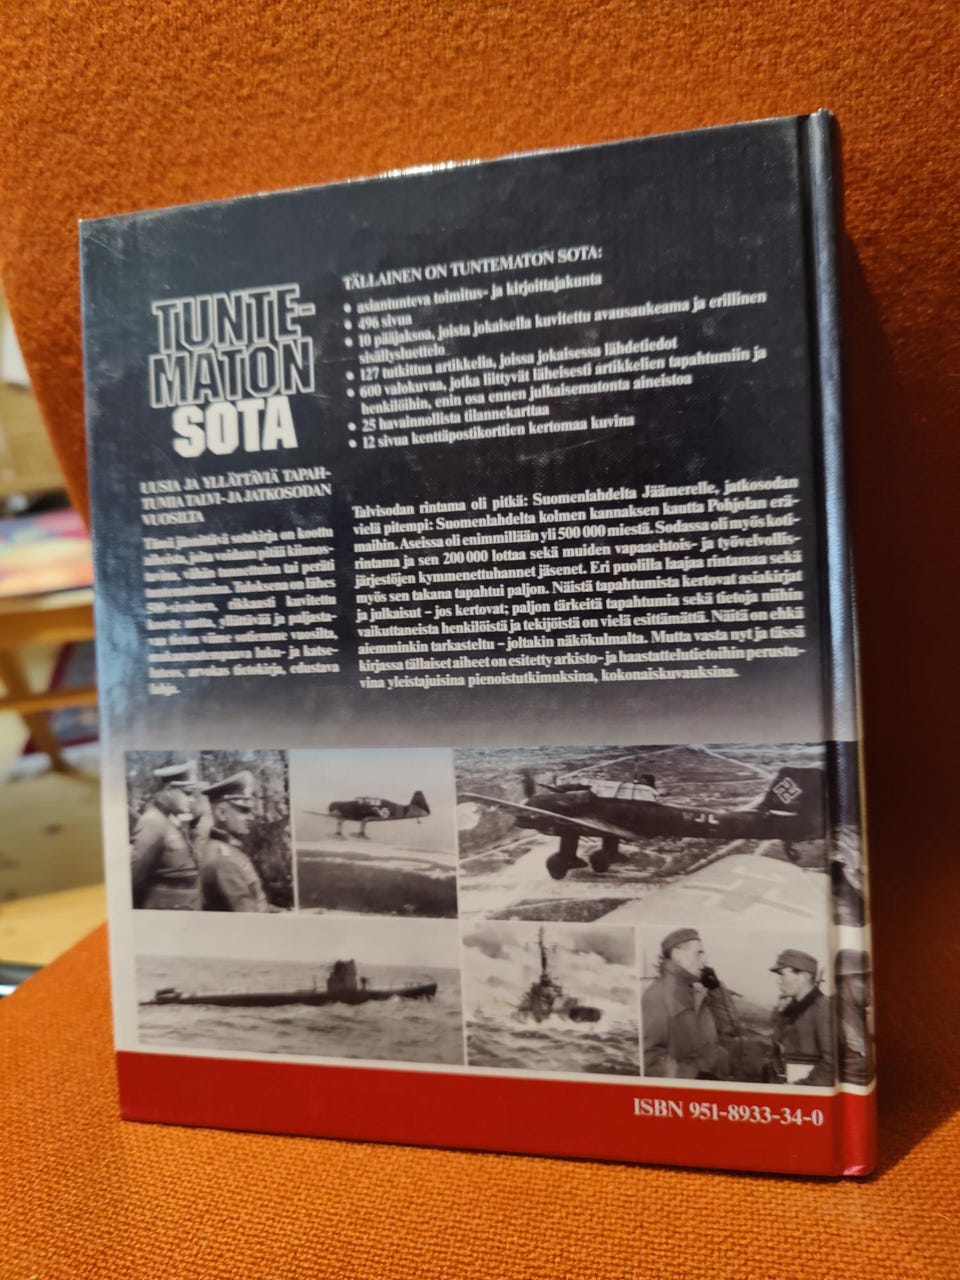 TUNTE-
MATON
SOTA
UUSIA JA YLLÄTTÄVIÄ TAPAH-
TUMIA TALVI- JA JATKOSODAN
VUOSILTA
Tämä jännittävä sotakirja on koottu
aiheista, joita voidaan pitää kiinnos-
tavina, vähän tunnettuina tai peräti
tuntemattomina. Tuloksena on lähes
500-sivuinen, rikkaasti kuvitettu
teos: uutta, yllättävää ja paljasta-
vaa tietoa viime sotiemme vuosilta,
mukaansatempaava luku- ja katse-
luteos, arvokas tietokirja, edustava
lahja.
TÄLLAINEN ON TUNTEMATON SOTA:
• asiantunteva toimitus- ja kirjoittajakunta
• 496 sivua
• 10 pääjaksoa, joista jokaisella kuvitettu avausaukeama ja erillinen
sisällysluettelo
• 127 tutkittua artikkelia, joissa jokaisessa lähdetiedot
• 600 valokuvaa, jotka liittyvät läheisesti artikkelien tapahtumiin ja
henkilöihin, enin osa ennen julkaisematonta aineistoa
• 25 havainnollista tilannekarttaa
• 12 sivua kenttäpostikorttien kertomaa kuvina
Talvisodan rintama oli pitkä: Suomenlahdelta Jäämerelle, jatkosodan
vielä pitempi: Suomenlahdelta kolmen kannaksen kautta Pohjolan erä-
maihin. Aseissa oli enimmillään yli 500 000 miestä. Sodassa oli myös koti-
rintama ja sen 200 000 lottaa sekä muiden vapaaehtois- ja työvelvollis-
järjestöjen kymmenettuhannet jäsenet. Eri puolilla laajaa rintamaa sekä
myös sen takana tapahtui paljon. Näistä tapahtumista kertovat asiakirjat
ja julkaisut – jos kertovat; paljon tärkeitä tapahtumia sekä tietoja niihin
vaikuttaneista henkilöistä ja tekijöistä on vielä esittämättä. Näitä on ehkä
aiemminkin tarkasteltu – joltakin näkökulmalta. Mutta vasta nyt ja tässä
kirjassa tällaiset aiheet on esitetty arkisto- ja haastattelutietoihin perustu-
vina yleistajuisina pienoistutkimuksina, kokonaiskuvauksina.
ISBN 951-8933-34-0